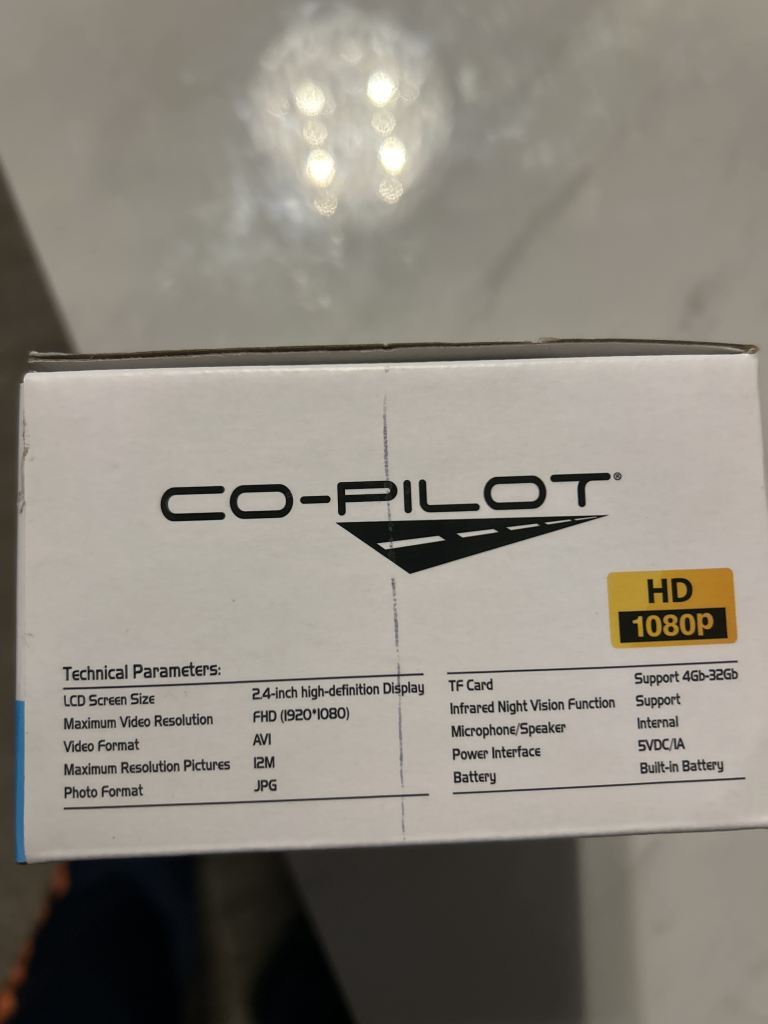 CO-PILOT®
HD
1080P
Technical Parameters:
LCD Screen Size 2.4-inch high-definition Display
Maximum Video Resolution FHD (1920*1080)
Video Format AVI
Maximum Resolution Pictures 12M
Photo Format JPG
TF Card Support 4Gb-32Gb
Infrared Night Vision Function Support
Microphone/Speaker Internal
Power Interface 5VDC/1A
Battery Built-in Battery